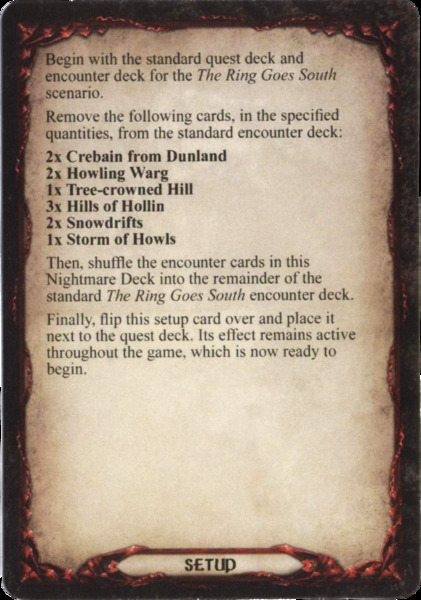 Begin with the standard quest deck and
encounter deck for the The Ring Goes South
scenario.
Remove the following cards, in the specified
quantities, from the standard encounter deck:
2x Crebain from Dunland
2x Howling Warg
1x Tree-crowned Hill
3x Hills of Hollin
2x Snowdrifts
1x Storm of Howls
Then, shuffle the encounter cards in this
Nightmare Deck into the remainder of the
standard The Ring Goes South encounter deck.
Finally, flip this setup card over and place it
next to the quest deck. Its effect remains active
throughout the game, which is now ready to
begin.
SETUP